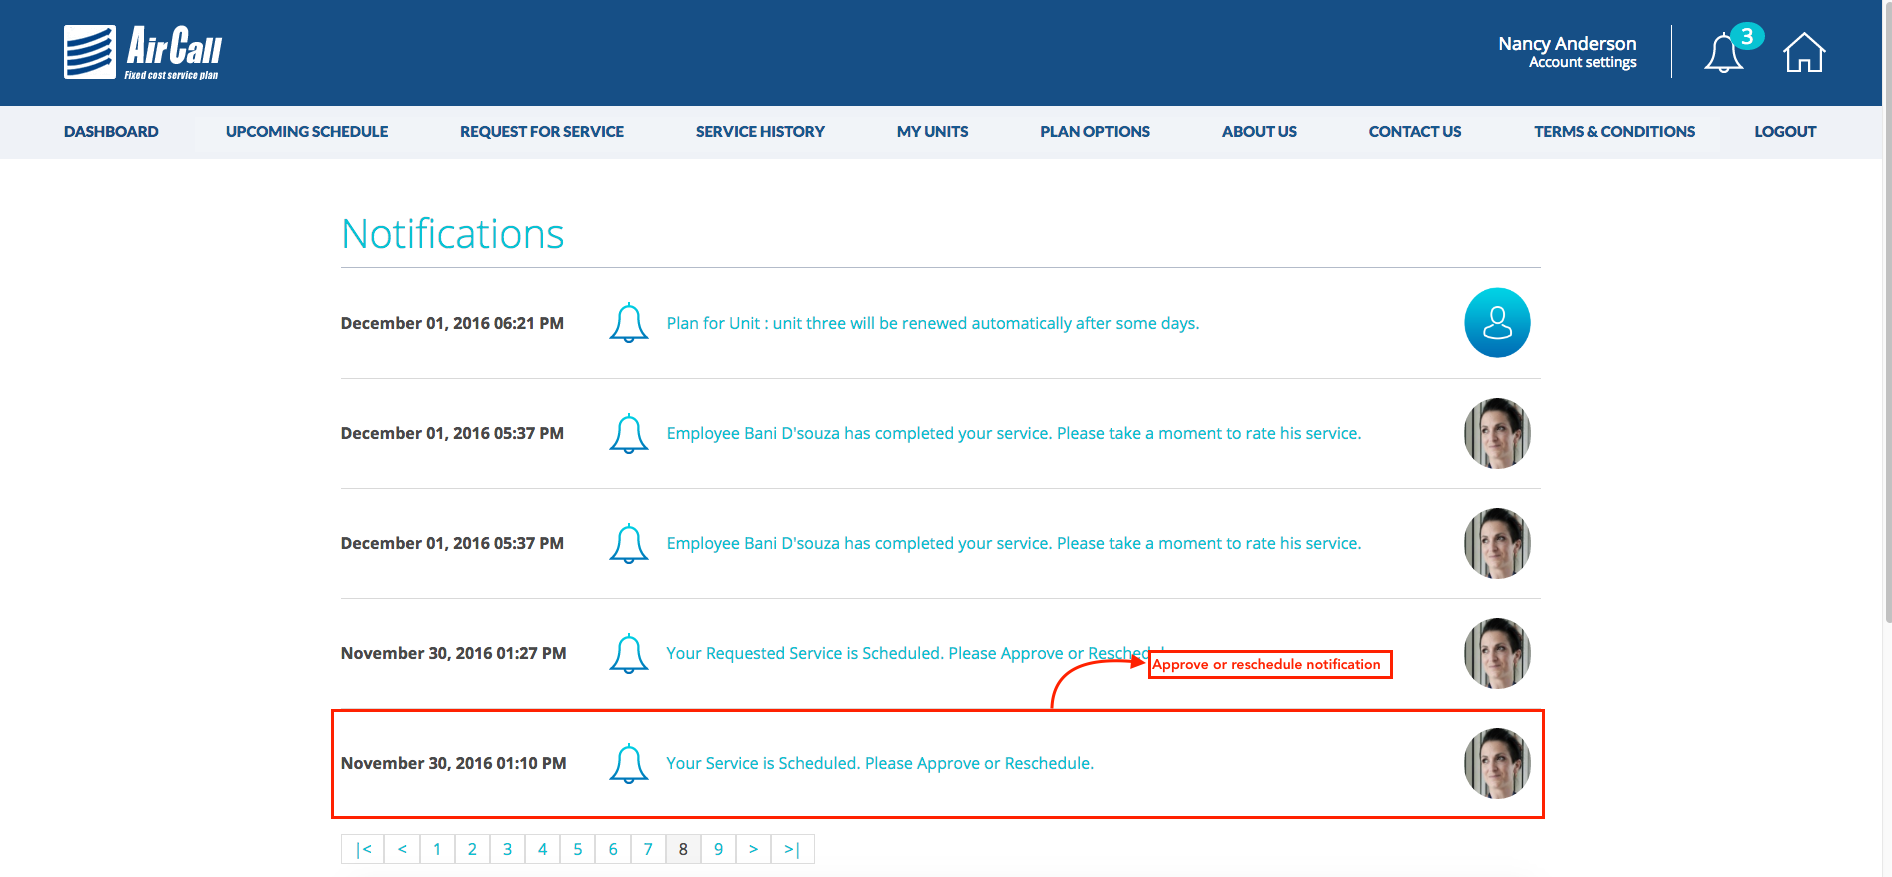 AirCall
Fixed cost service plan
Nancy Anderson
Account settings
3
DASHBOARD UPCOMING SCHEDULE REQUEST FOR SERVICE SERVICE HISTORY MY UNITS PLAN OPTIONS ABOUT US CONTACT US TERMS & CONDITIONS LOGOUT
Notifications
December 01, 2016 06:21 PM Plan for Unit : unit three will be renewed automatically after some days.
December 01, 2016 05:37 PM Employee Bani D'souza has completed your service. Please take a moment to rate his service.
December 01, 2016 05:37 PM Employee Bani D'souza has completed your service. Please take a moment to rate his service.
November 30, 2016 01:27 PM Your Requested Service is Scheduled. Please Approve or
Approve or reschedule notification
November 30, 2016 01:10 PM Your Service is Scheduled. Please Approve or Reschedule.
|< < 1 2 3 4 5 6 7 8 9 > >|